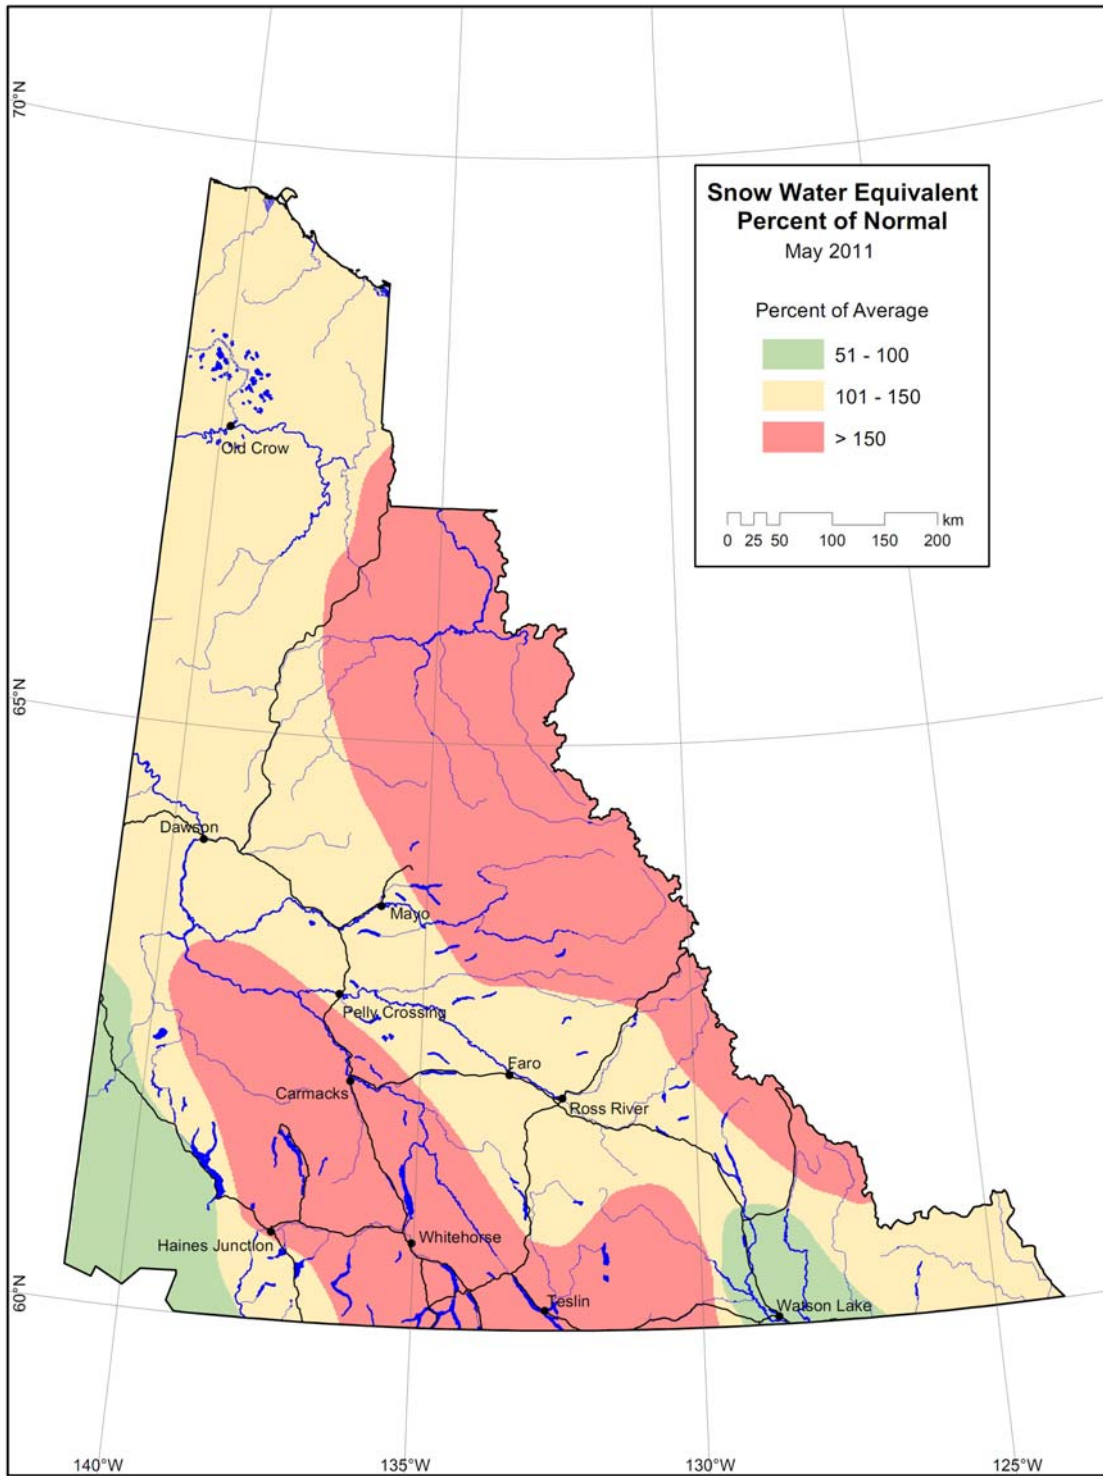 70°N
Snow Water Equivalent
Percent of Normal
May 2011
Percent of Average
51 - 100
101 - 150
> 150
km
0 25 50 100 150 200
Old Crow
65°N
Dawson
Mayo
Pelly Crossing
Faro
Carmacks
Ross River
Haines Junction
Whitehorse
60°N
Teslin
Watson Lake
140°W
135°W
130°W
125°W